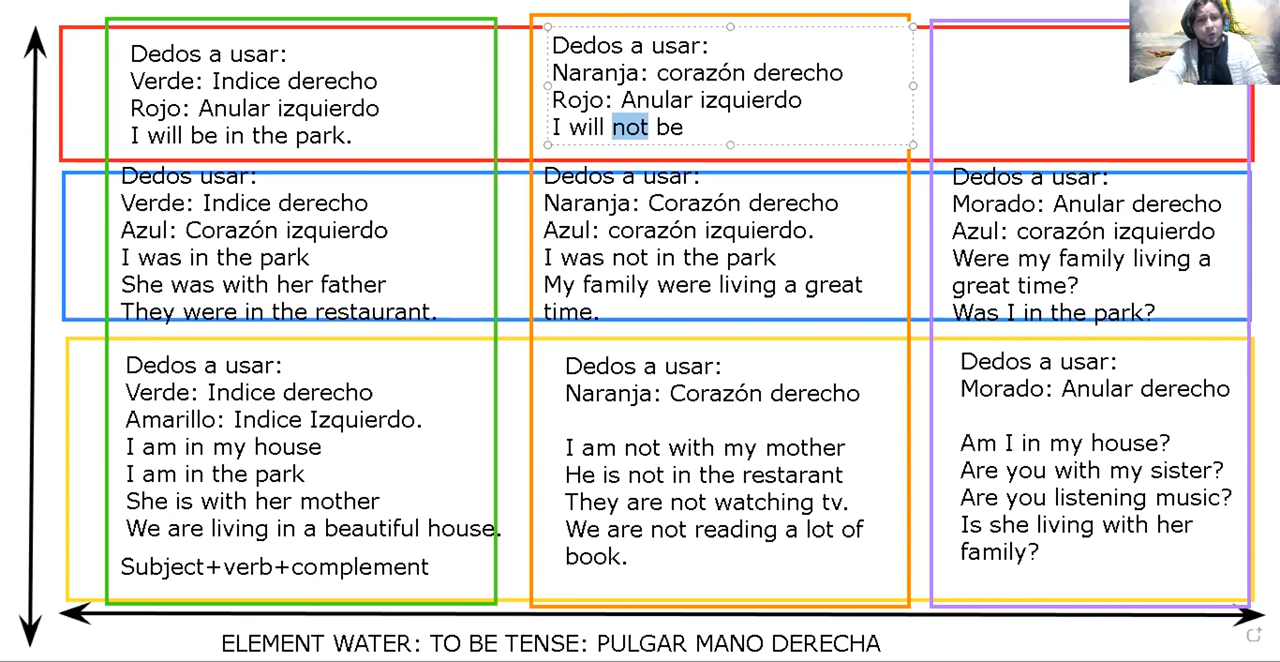 Dedos a usar:
Verde: Indice derecho
Rojo: Anular izquierdo
I will be in the park.
Dedos a usar:
Naranja: corazón derecho
Rojo: Anular izquierdo
I will not be
Dedos usar:
Verde: Indice derecho
Azul: Corazón izquierdo
I was in the park
She was with her father
They were in the restaurant.
Dedos a usar:
Naranja: Corazón derecho
Azul: corazón izquierdo.
I was not in the park
My family were living a great
time.
Dedos a usar:
Morado: Anular derecho
Azul: corazón izquierdo
Were my family living a
great time?
Was I in the park?
Dedos a usar:
Verde: Indice derecho
Amarillo: Indice Izquierdo.
I am in my house
I am in the park
She is with her mother
We are living in a beautiful house.
Subject+verb+complement
Dedos a usar:
Naranja: Corazón derecho
I am not with my mother
He is not in the restarant
They are not watching tv.
We are not reading a lot of
book.
Dedos a usar:
Morado: Anular derecho
Am I in my house?
Are you with my sister?
Are you listening music?
Is she living with her
family?
ELEMENT WATER: TO BE TENSE: PULGAR MANO DERECHA